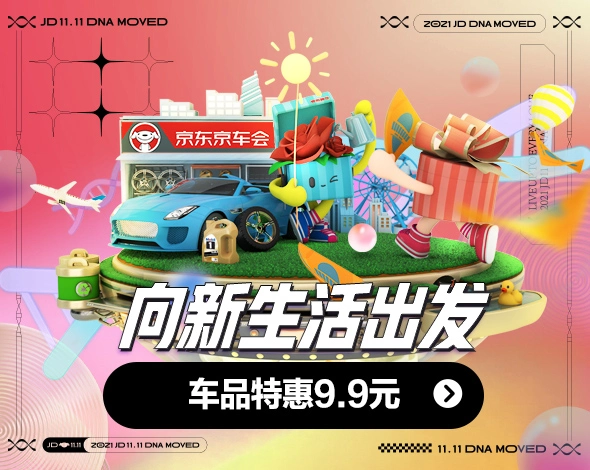 JD 11.11 DNA MOVED
2021 JD DNA MOVED
京东京车会
向新生活出发
车品特惠9.9元
JD 11.11
2021 JD 11.11 DNA MOVED
11.11 DNA MOVED